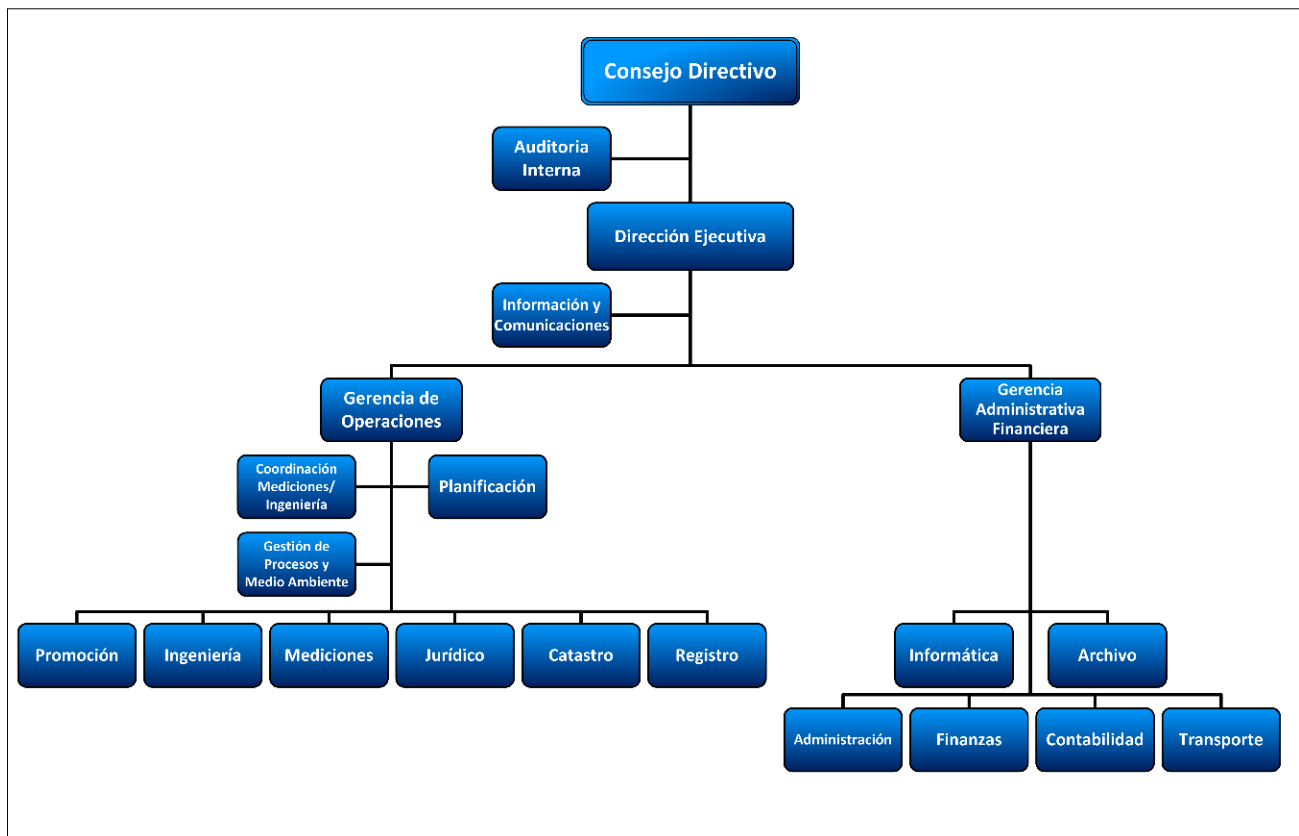 Consejo Directivo
Auditoria
Interna
Dirección Ejecutiva
Información y
Comunicaciones
Gerencia de
Operaciones
Gerencia
Administrativa
Financiera
Coordinación
Mediciones/
Ingeniería
Planificación
Gestión de
Procesos y
Medio Ambiente
Promoción
Ingeniería
Mediciones
Jurídico
Catastro
Registro
Informática
Archivo
Administración
Finanzas
Contabilidad
Transporte